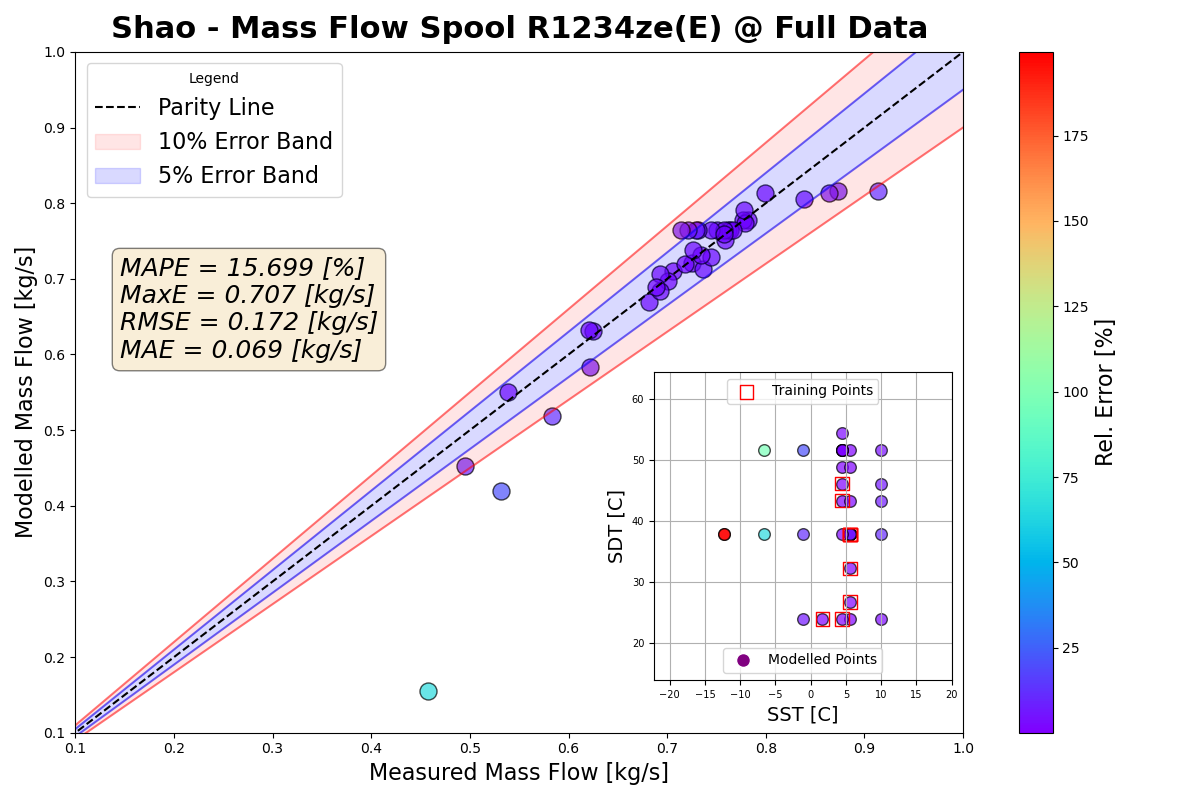 Shao - Mass Flow Spool R1234ze(E) @ Full Data
Legend
Parity Line
10% Error Band
5% Error Band
MAPE = 15.699 [%]
MaxE = 0.707 [kg/s]
RMSE = 0.172 [kg/s]
MAE = 0.069 [kg/s]
Modelled Mass Flow [kg/s]
1.0
0.9
0.8
0.7
0.6
0.5
0.4
0.3
0.2
0.1
0.1
0.2
0.3
0.4
0.5
0.6
0.7
0.8
0.9
1.0
Measured Mass Flow [kg/s]
Training Points
Modelled Points
SDT [C]
60
50
40
30
20
−20
−15
−10
−5
0
5
10
15
20
SST [C]
175
150
125
100
75
50
25
Rel. Error [%]